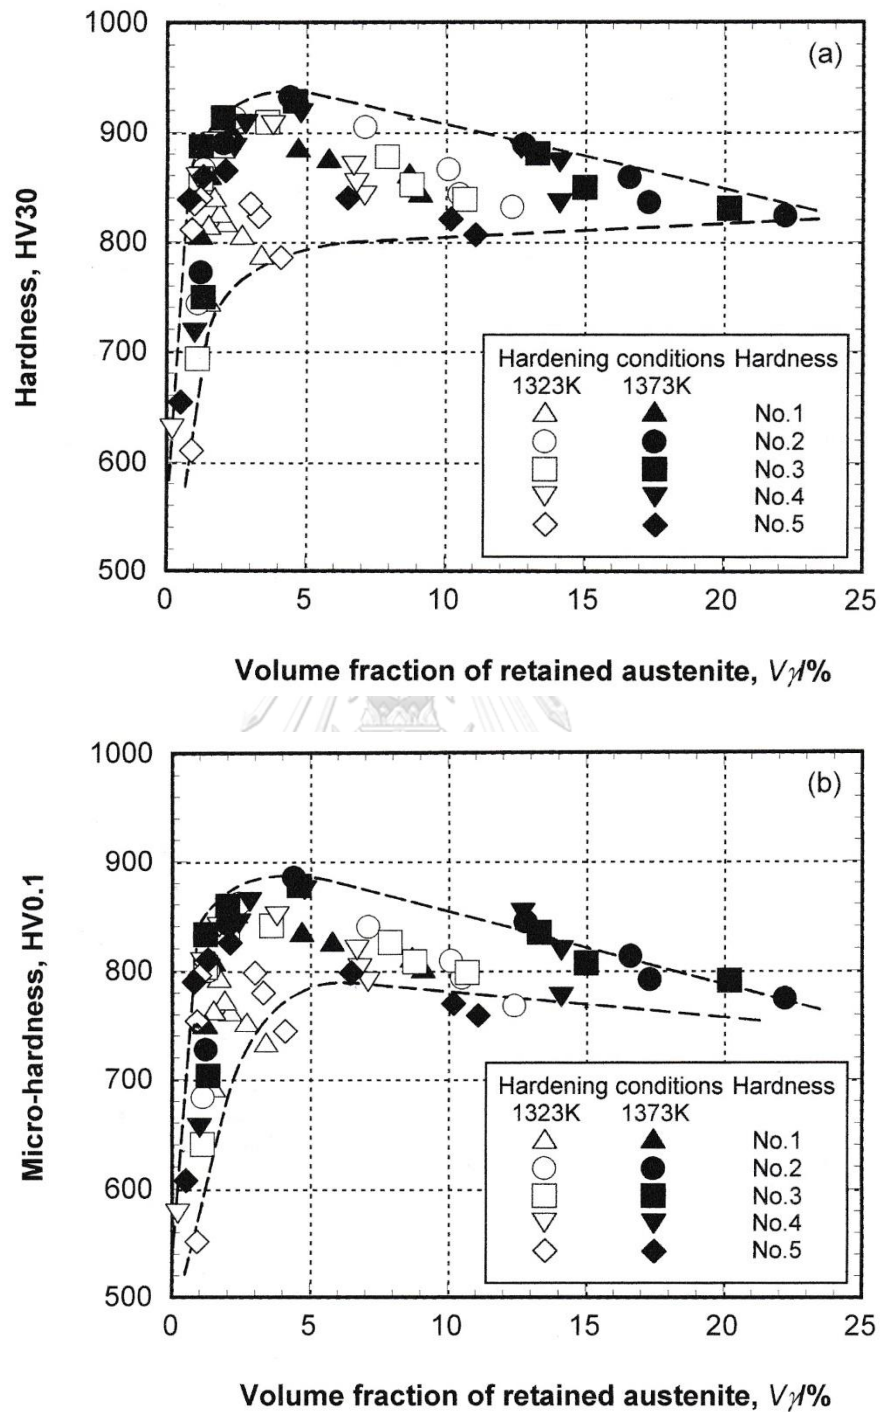 1000
(a)
900
800
700
600
500
Hardness, HV30
Hardening conditions Hardness
1323K 1373K
No.1
No.2
No.3
No.4
No.5
0 5 10 15 20 25
Volume fraction of retained austenite, Vγ/%
1000
(b)
900
800
700
600
500
Micro-hardness, HV0.1
Hardening conditions Hardness
1323K 1373K
No.1
No.2
No.3
No.4
No.5
0 5 10 15 20 25
Volume fraction of retained austenite, Vγ/%